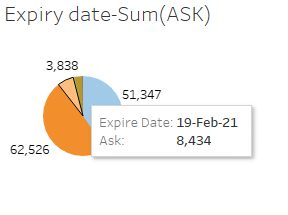 Expiry date-Sum(ASK)
3,838
51,347
Expire Date: 19-Feb-21
Ask: 8,434
62,526